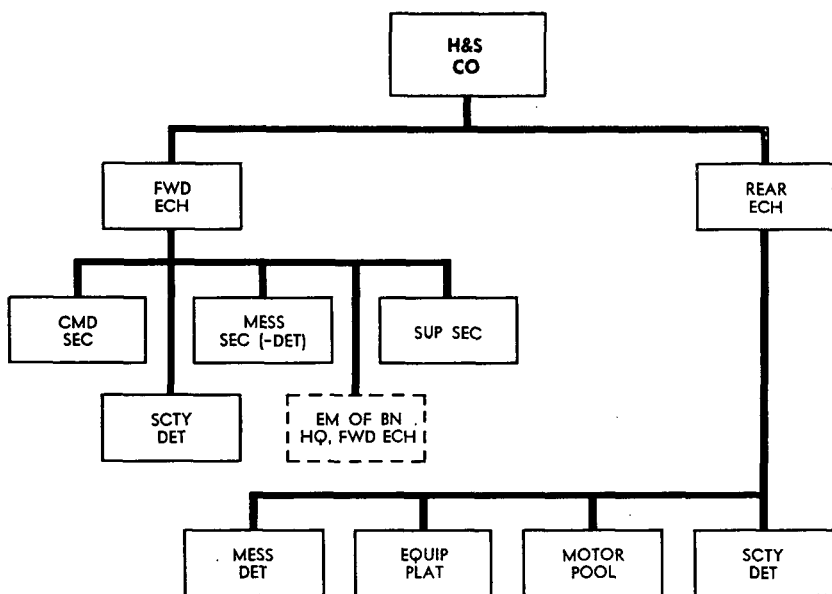 H&S
CO
FWD
ECH
REAR
ECH
CMD
SEC
MESS
SEC (-DET)
SUP SEC
SCTY
DET
EM OF BN
HQ, FWD ECH
MESS
DET
EQUIP
PLAT
MOTOR
POOL
SCTY
DET